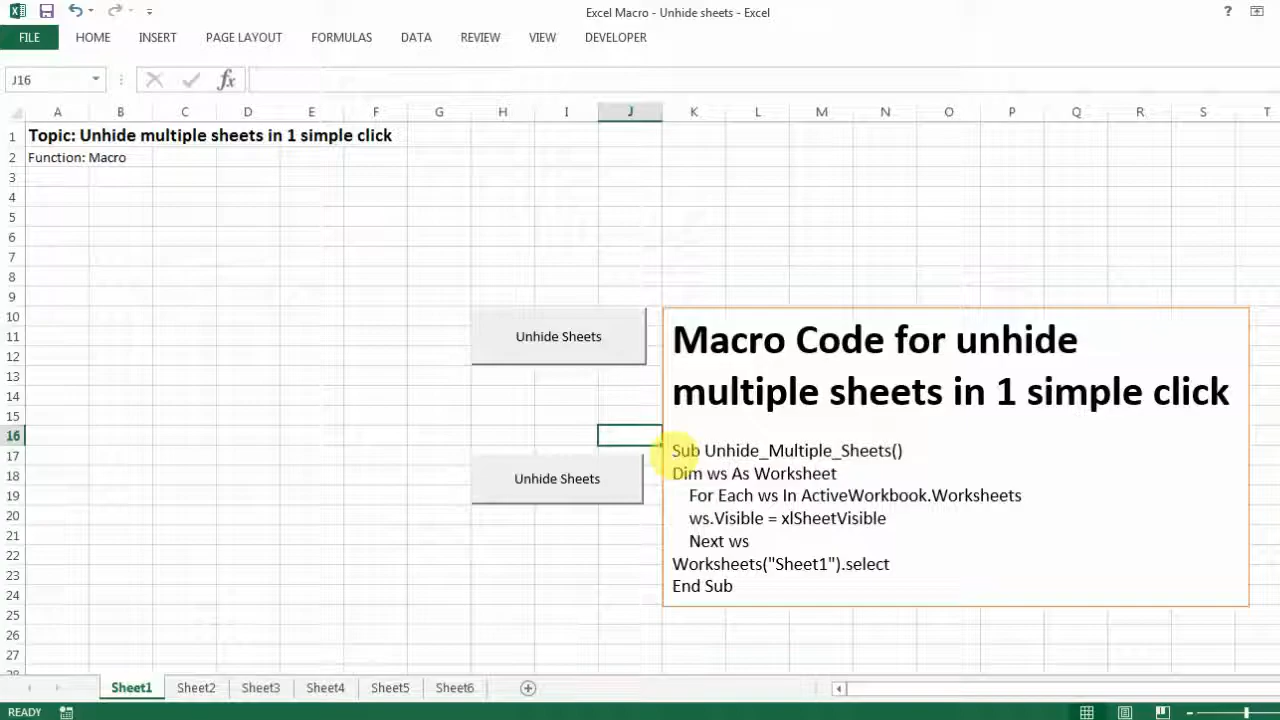 Excel Macro - Unhide sheets - Excel
?
FILE HOME INSERT PAGE LAYOUT FORMULAS DATA REVIEW VIEW DEVELOPER
J16 fx
A B C D E F G H I J K L M N O P Q R S T
1 Topic: Unhide multiple sheets in 1 simple click
2 Function: Macro
3
4
5
6
7
8
9
10
11
12
13
14
15
16
17
18
19
20
21
22
23
24
25
26
27
28
Unhide Sheets
Unhide Sheets
Macro Code for unhide
multiple sheets in 1 simple click
Sub Unhide_Multiple_Sheets()
Dim ws As Worksheet
For Each ws In ActiveWorkbook.Worksheets
ws.Visible = xlSheetVisible
Next ws
Worksheets("Sheet1").select
End Sub
Sheet1 Sheet2 Sheet3 Sheet4 Sheet5 Sheet6
READY